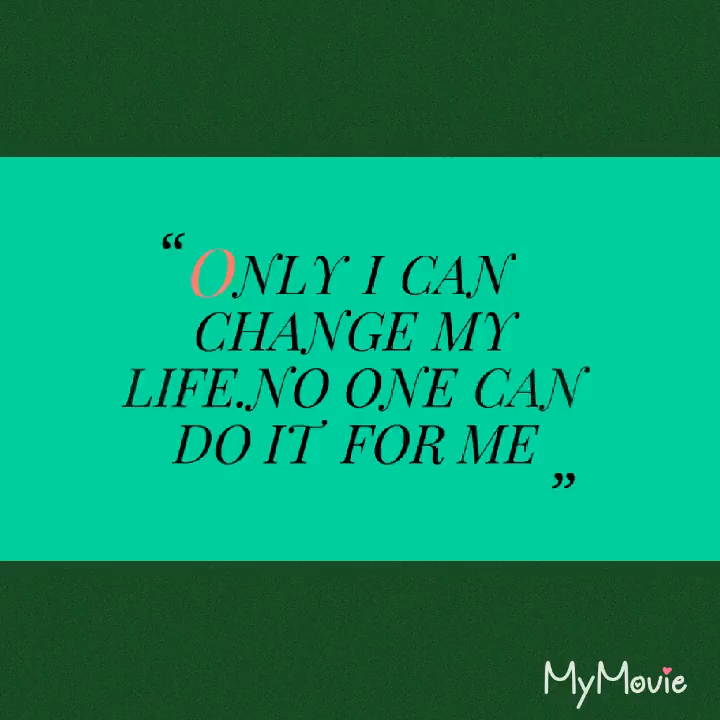 “ONLY I CAN
CHANGE MY
LIFE.NO ONE CAN
DO IT FOR ME
”
MyMovie